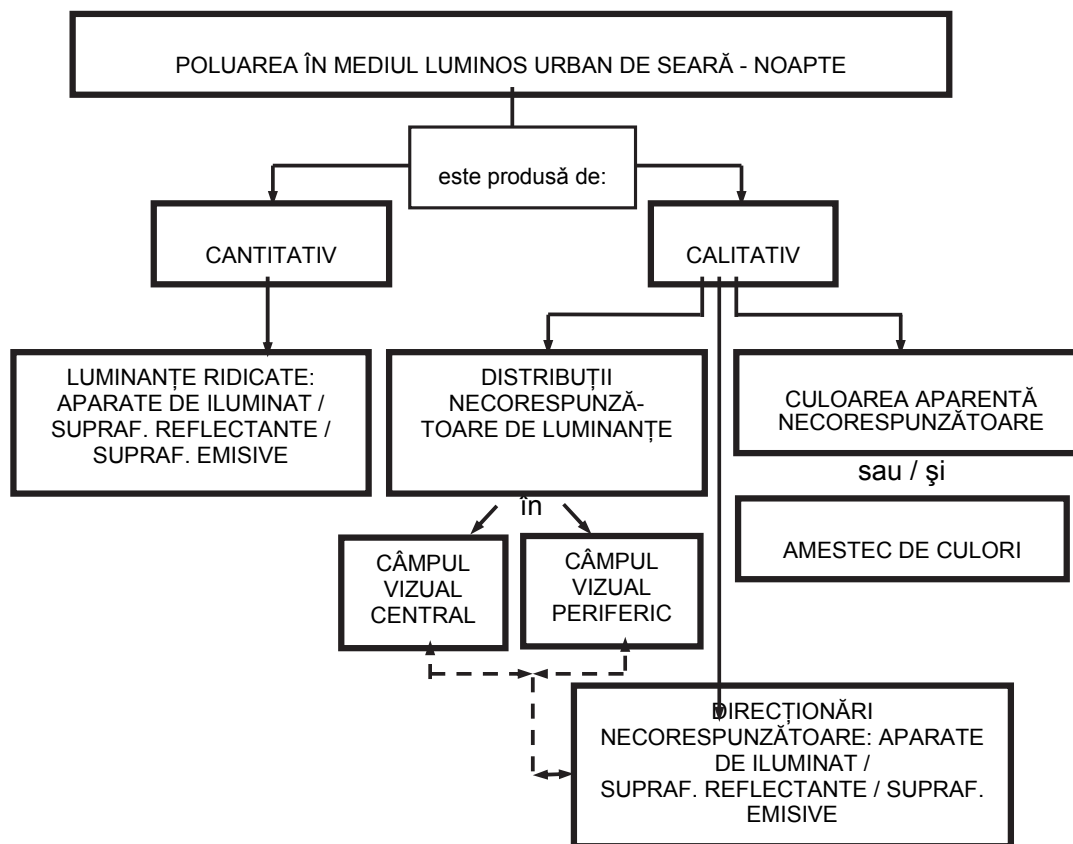 POLUAREA ÎN MEDIUL LUMINOS URBAN DE SEARĂ - NOAPTE
este produsă de:
CANTITATIV
CALITATIV
LUMINANȚE RIDICATE:
APARATE DE ILUMINAT /
SUPRAF. REFLECTANTE /
SUPRAF. EMISIVE
DISTRIBUȚII
NECORESPUNZĂ-
TOARE DE LUMINANȚE
CULOAREA APARENTĂ
NECORESPUNZĂTOARE
sau / şi
AMESTEC DE CULORI
în
CÂMPUL
VIZUAL
CENTRAL
CÂMPUL
VIZUAL
PERIFERIC
DIRECȚIONĂRI
NECORESPUNZĂTOARE: APARATE
DE ILUMINAT /
SUPRAF. REFLECTANTE / SUPRAF.
EMISIVE